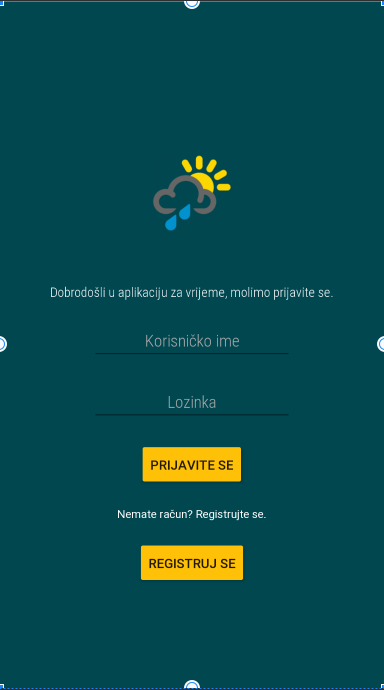 Dobrodošli u aplikaciju za vrijeme, molimo prijavite se.
Korisničko ime
Lozinka
PRIJAVITE SE
Nemate račun? Registrujte se.
REGISTRUJ SE